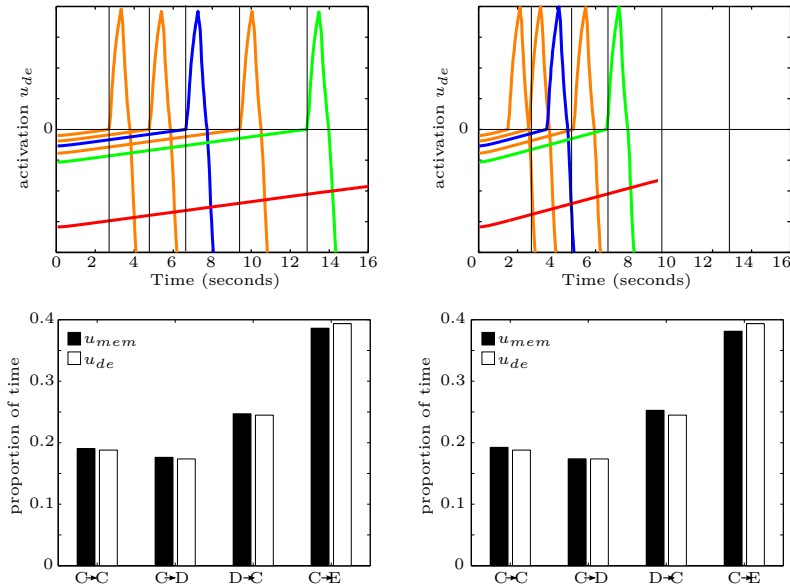 activation u_de
0
0 2 4 6 8 10 12 14 16
Time (seconds)
activation u_de
0
0 2 4 6 8 10 12 14 16
Time (seconds)
proportion of time
0.4
0.3
0.2
0.1
0
u_mem
u_de
C→C C→D D→C C→E
proportion of time
0.4
0.3
0.2
0.1
0
u_mem
u_de
C→C C→D D→C C→E